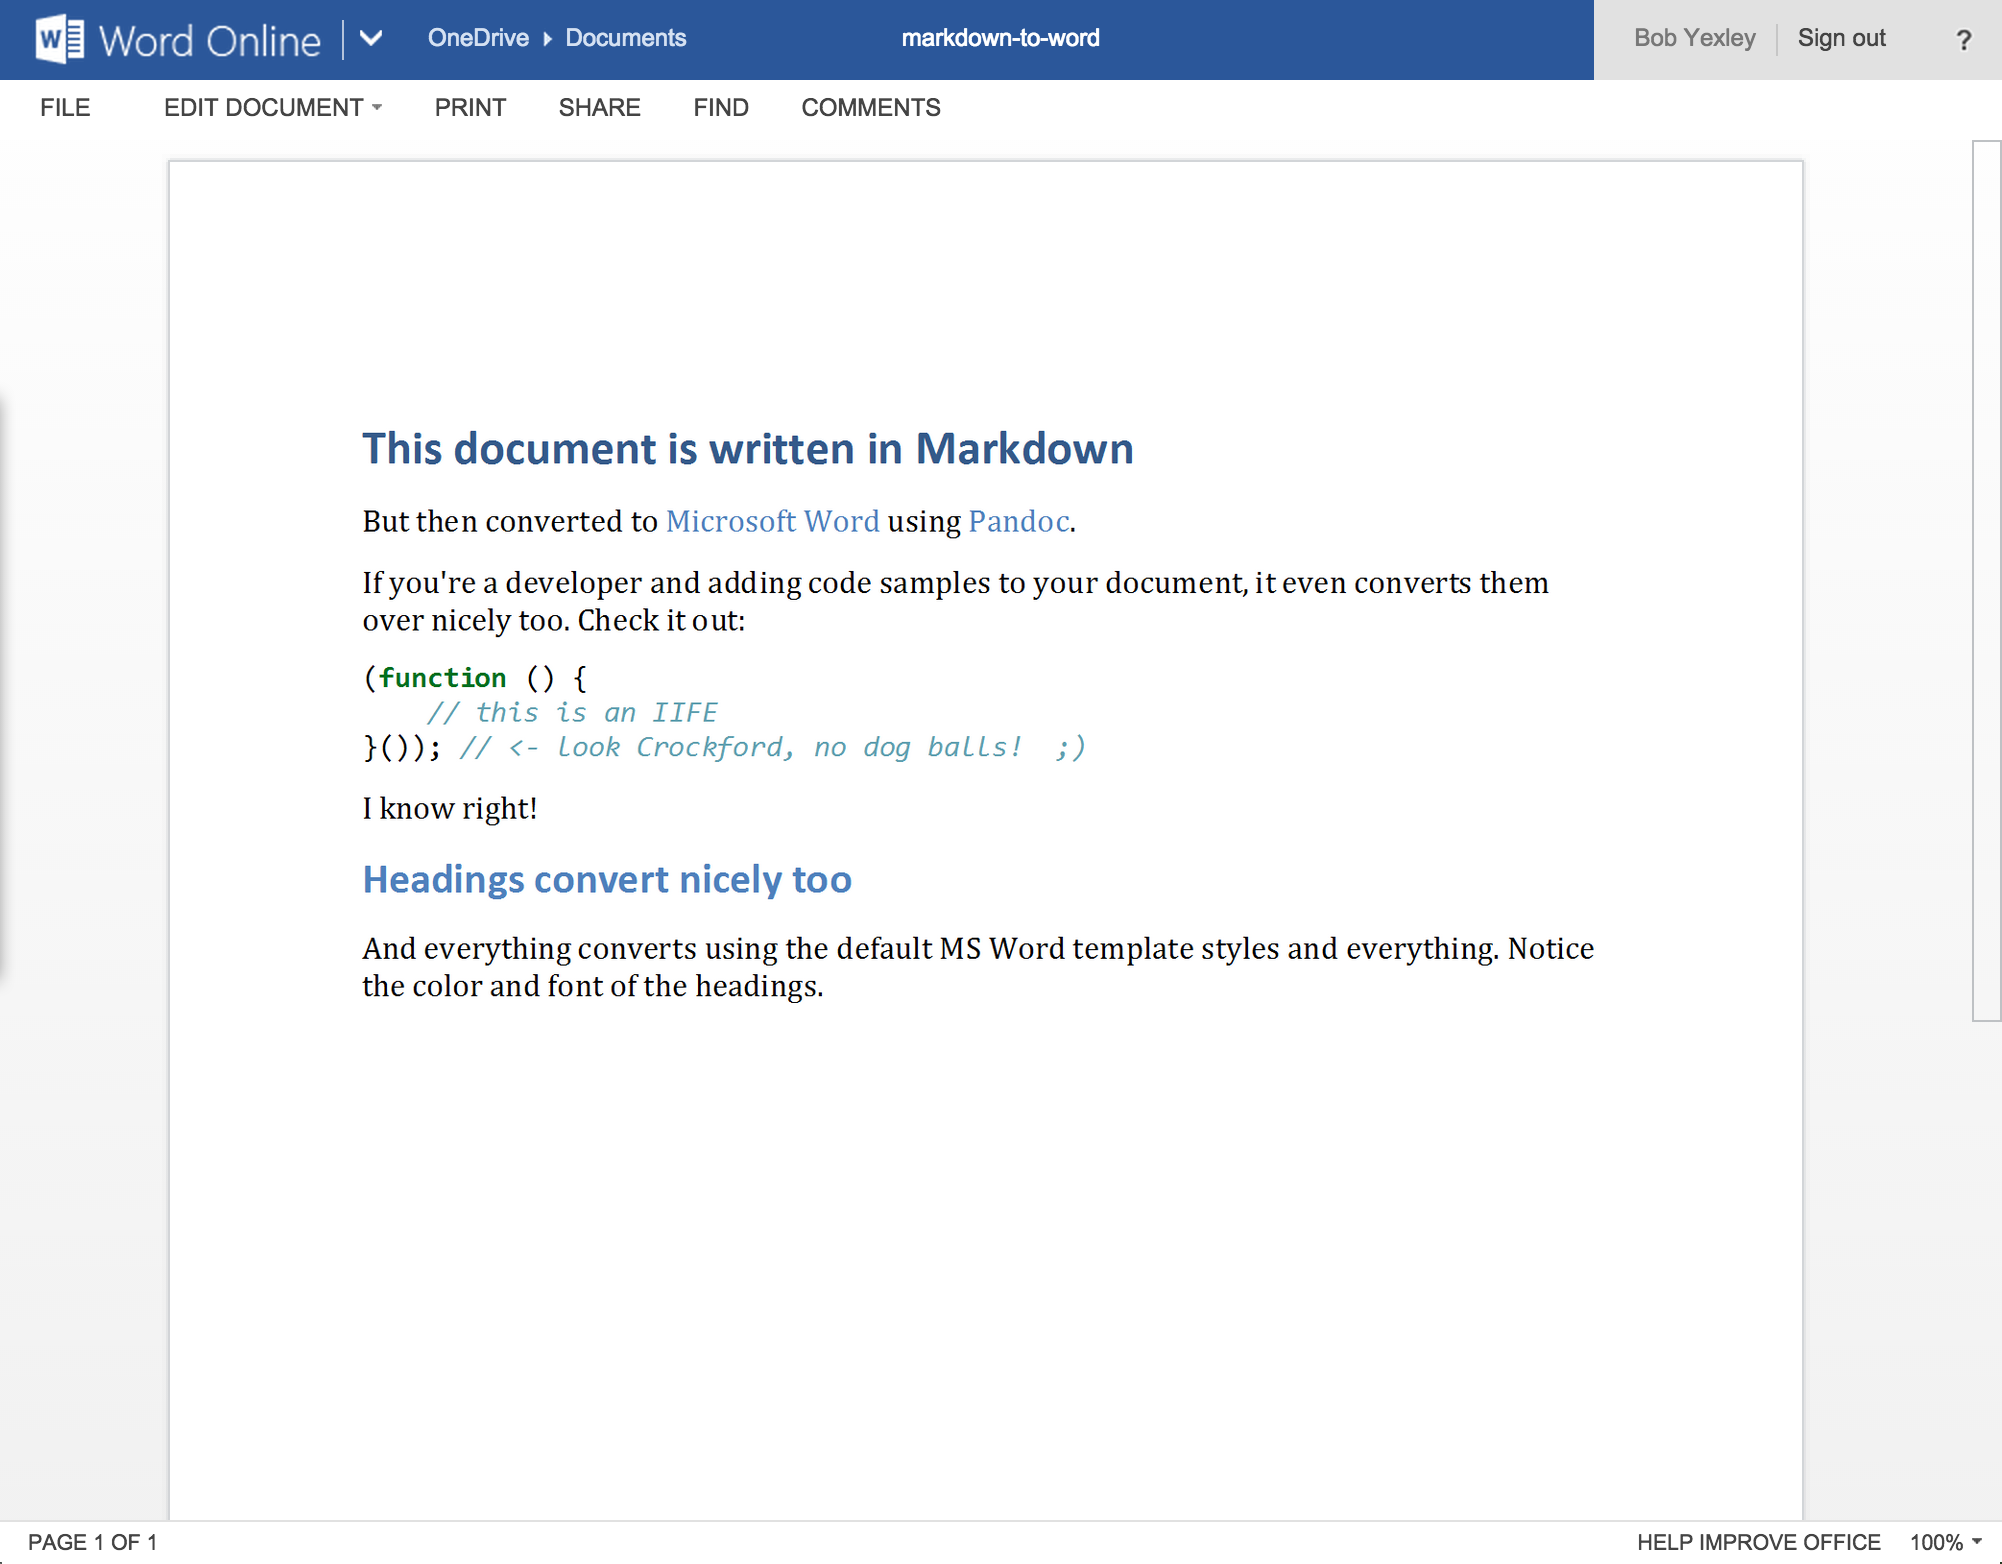 Word Online OneDrive Documents markdown-to-word Bob Yexley Sign out ?
FILE EDIT DOCUMENT PRINT SHARE FIND COMMENTS
This document is written in Markdown
But then converted to Microsoft Word using Pandoc.
If you're a developer and adding code samples to your document, it even converts them
over nicely too. Check it out:
(function () {
    // this is an IIFE
}()); // <- look Crockford, no dog balls!  ;)
I know right!
Headings convert nicely too
And everything converts using the default MS Word template styles and everything. Notice
the color and font of the headings.
PAGE 1 OF 1 HELP IMPROVE OFFICE 100%